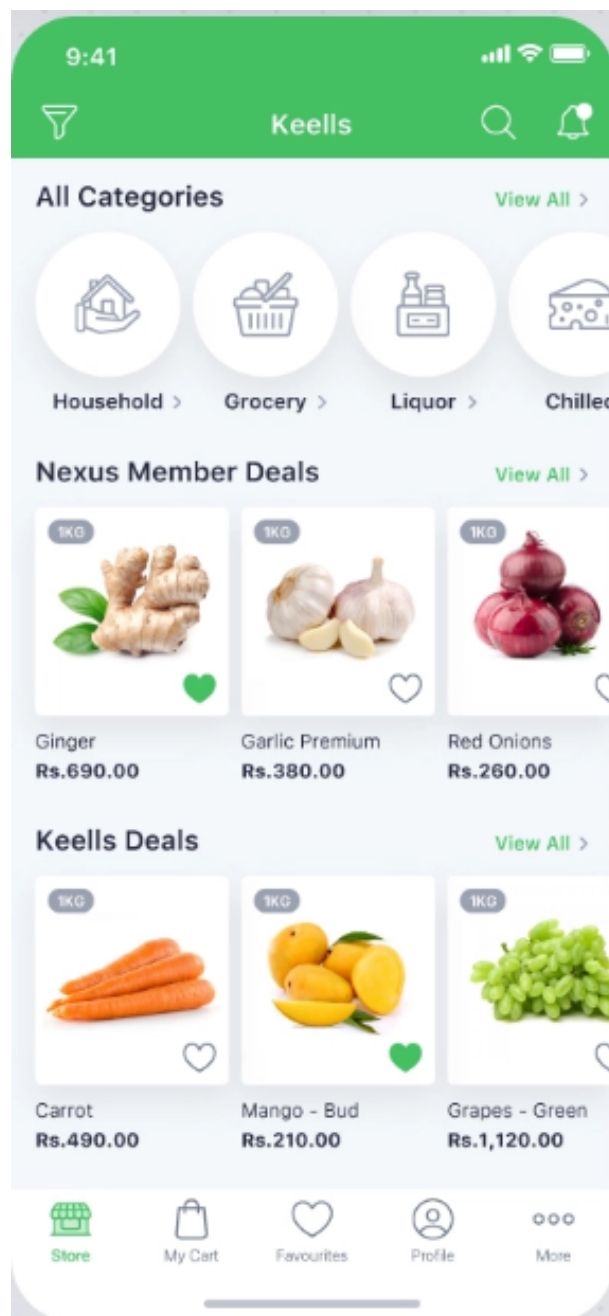 9:41
Keells
All Categories View All >
Household > Grocery > Liquor > Chilled
Nexus Member Deals View All >
1KG 1KG 1KG
Ginger Garlic Premium Red Onions
Rs.690.00 Rs.380.00 Rs.260.00
Keells Deals View All >
1KG 1KG 1KG
Carrot Mango - Bud Grapes - Green
Rs.490.00 Rs.210.00 Rs.1,120.00
Store My Cart Favourites Profile More